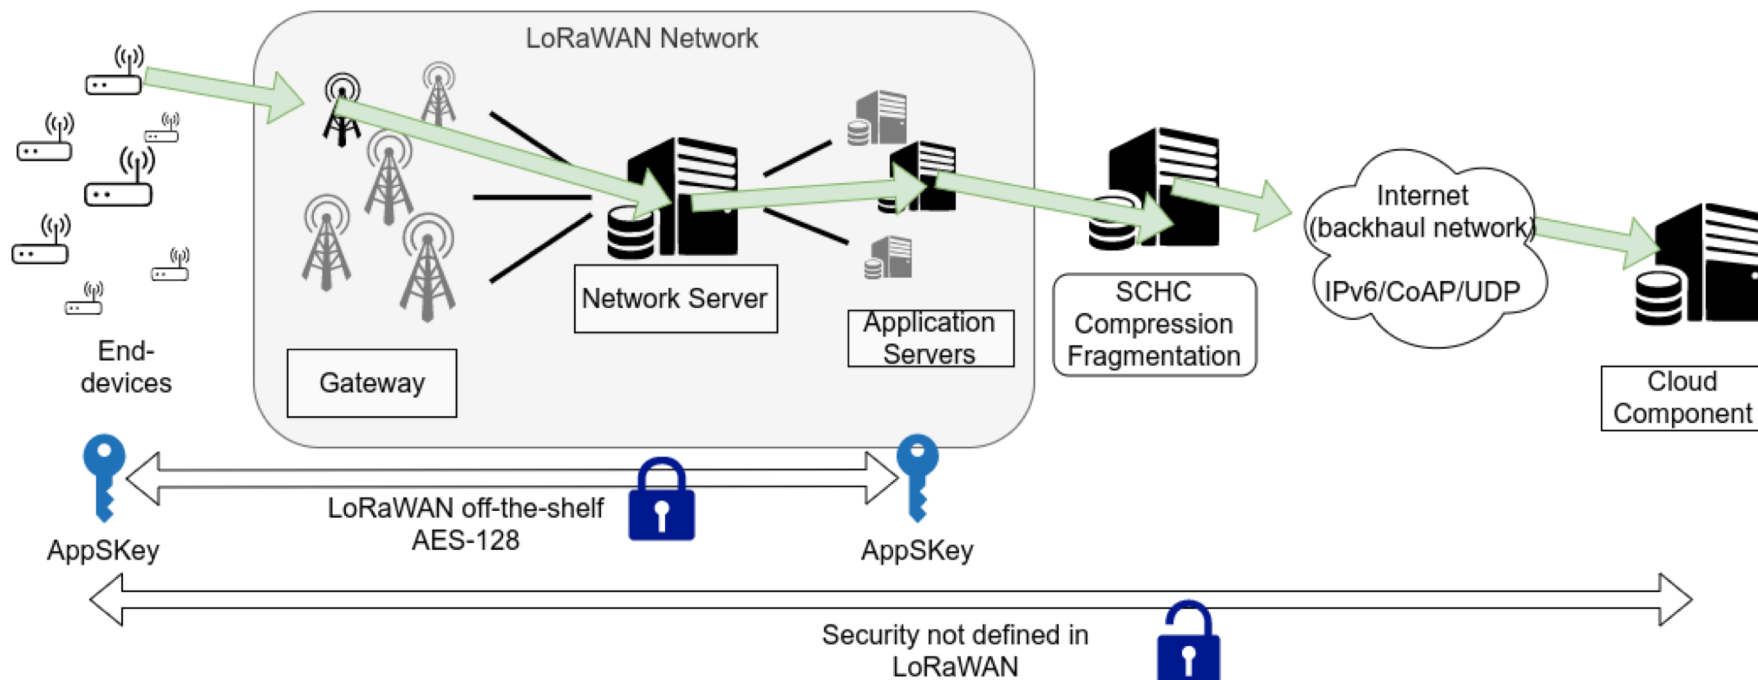 LoRaWAN Network
End-
devices
Gateway
Network Server
Application
Servers
SCHC
Compression
Fragmentation
Internet
(backhaul network)
IPv6/CoAP/UDP
Cloud
Component
LoRaWAN off-the-shelf
AES-128
AppSKey
AppSKey
Security not defined in
LoRaWAN